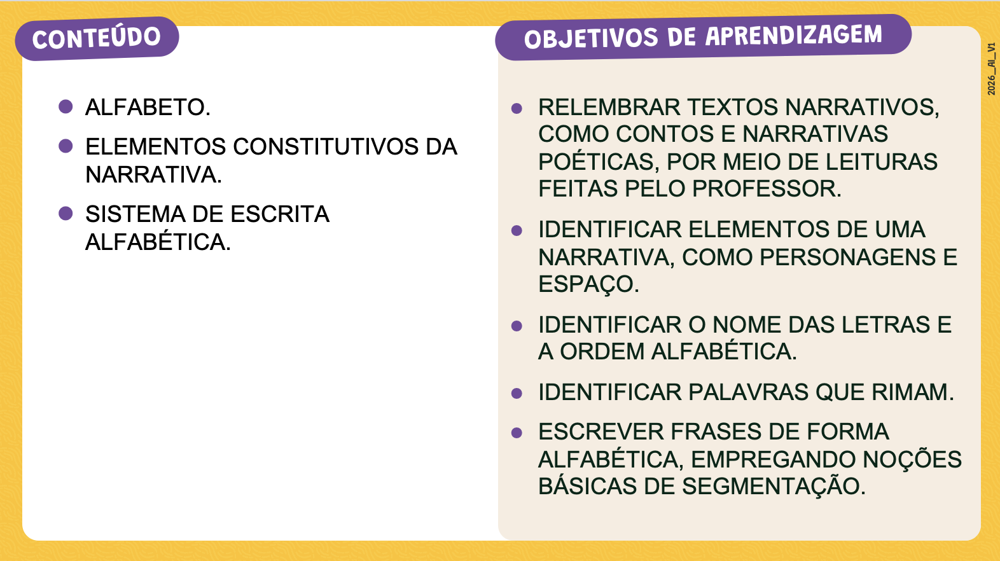 CONTEÚDO
ALFABETO.
ELEMENTOS CONSTITUTIVOS DA
NARRATIVA.
SISTEMA DE ESCRITA
ALFABÉTICA.
OBJETIVOS DE APRENDIZAGEM
RELEMBRAR TEXTOS NARRATIVOS,
COMO CONTOS E NARRATIVAS
POÉTICAS, POR MEIO DE LEITURAS
FEITAS PELO PROFESSOR.
IDENTIFICAR ELEMENTOS DE UMA
NARRATIVA, COMO PERSONAGENS E
ESPAÇO.
IDENTIFICAR O NOME DAS LETRAS E
A ORDEM ALFABÉTICA.
IDENTIFICAR PALAVRAS QUE RIMAM.
ESCREVER FRASES DE FORMA
ALFABÉTICA, EMPREGANDO NOÇÕES
BÁSICAS DE SEGMENTAÇÃO.
2026_AI_V1